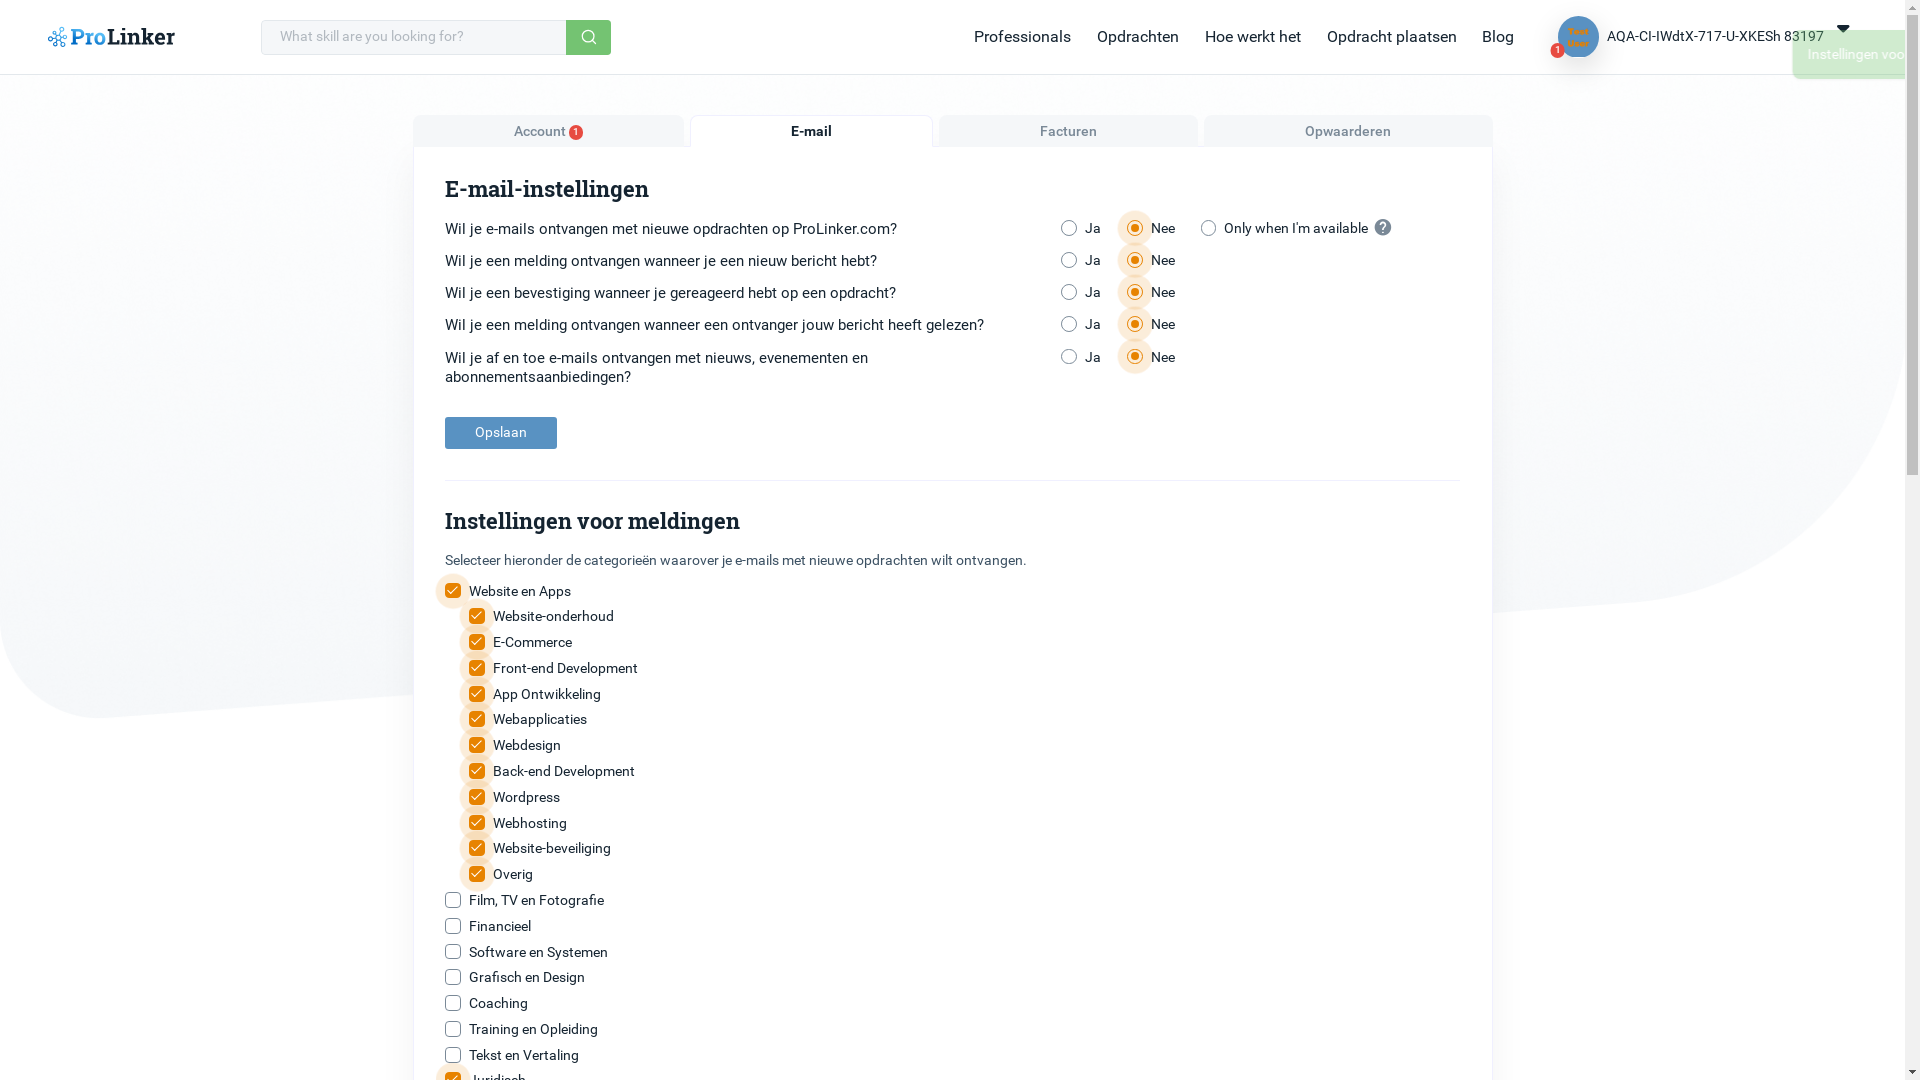 ProLinker
What skill are you looking for?
Professionals
Opdrachten
Hoe werkt het
Opdracht plaatsen
Blog
1
AQA-CI-IWdtX-717-U-XKESh 83197
Instellingen voo
Account 1
E-mail
Facturen
Opwaarderen
E-mail-instellingen
Wil je e-mails ontvangen met nieuwe opdrachten op ProLinker.com?
Ja
Nee
Only when I'm available
?
Wil je een melding ontvangen wanneer je een nieuw bericht hebt?
Ja
Nee
Wil je een bevestiging wanneer je gereageerd hebt op een opdracht?
Ja
Nee
Wil je een melding ontvangen wanneer een ontvanger jouw bericht heeft gelezen?
Ja
Nee
Wil je af en toe e-mails ontvangen met nieuws, evenementen en
abonnementsaanbiedingen?
Ja
Nee
Opslaan
Instellingen voor meldingen
Selecteer hieronder de categorieën waarover je e-mails met nieuwe opdrachten wilt ontvangen.
Website en Apps
Website-onderhoud
E-Commerce
Front-end Development
App Ontwikkeling
Webapplicaties
Webdesign
Back-end Development
Wordpress
Webhosting
Website-beveiliging
Overig
Film, TV en Fotografie
Financieel
Software en Systemen
Grafisch en Design
Coaching
Training en Opleiding
Tekst en Vertaling
Juridisch